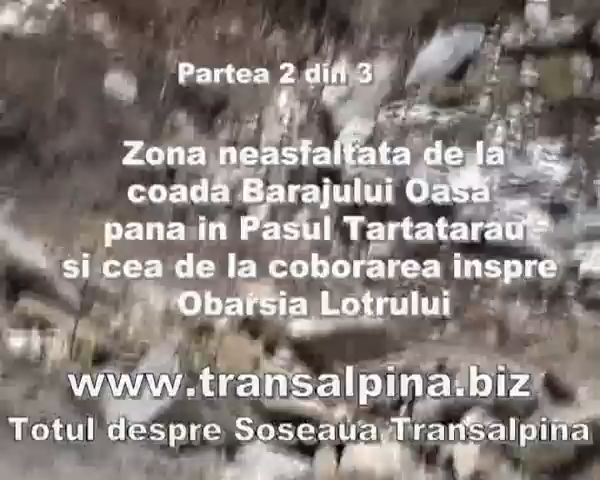 Partea 2 din 3
Zona neasfaltata de la
coada Barajului Oasa
pana in Pasul Tartatarau
si cea de la coborarea inspre
Obarsia Lotrului
www.transalpina.biz
Totul despre Soseaua Transalpina